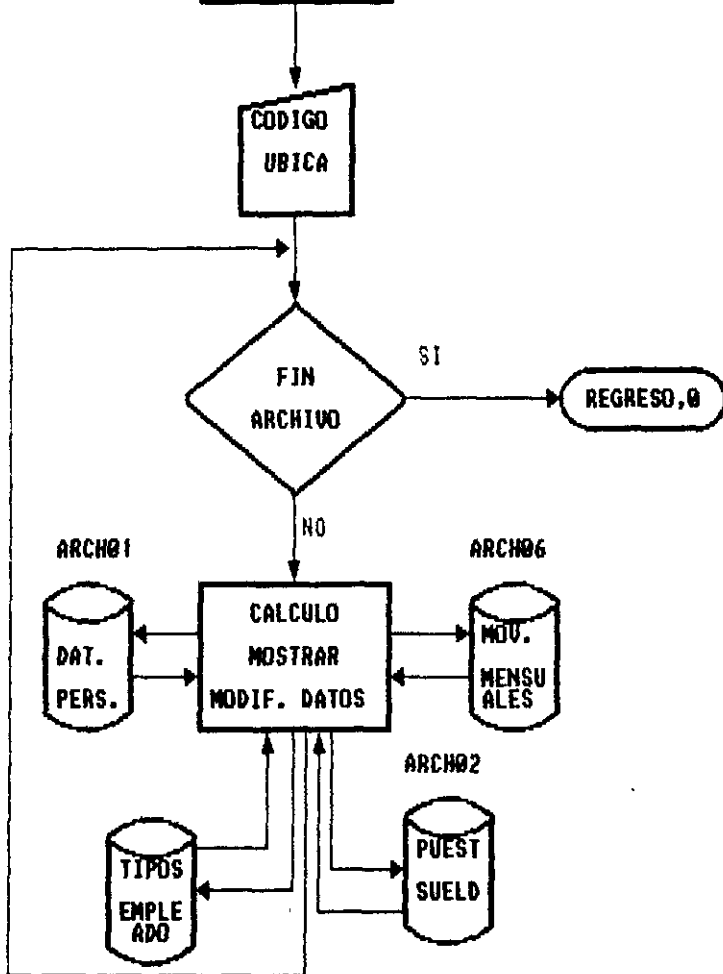 CODIGO
UBICA
SI
FIN
ARCHIVO
REGRESO,0
NO
ARCH01
ARCH06
CALCULO
MOSTRAR
MODIF. DATOS
DAT.
PERS.
MOV.
MENSU
ALES
ARCH02
TIPOS
EMPLE
ADO
PUEST
SUELD